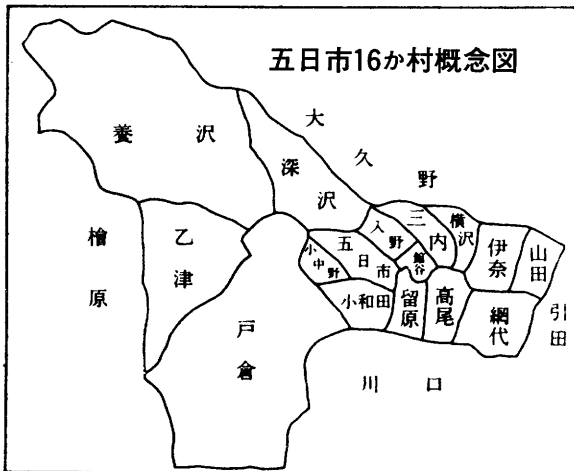 五日市16か村概念図
大久野
養沢
深沢
檜原
乙津
入野
三内
横沢
伊奈
山田
引田
小中野
五日市
舘谷
小和田
留原
高尾
網代
戸倉
川口